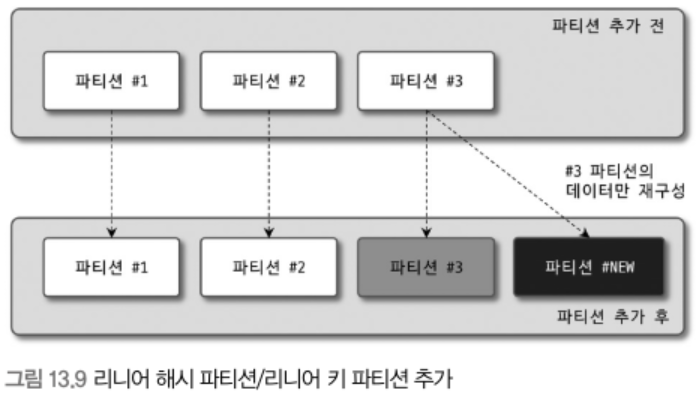 파티션 추가 전
파티션 #1
파티션 #2
파티션 #3
#3 파티션의
데이터만 재구성
파티션 #1
파티션 #2
파티션 #3
파티션 #NEW
파티션 추가 후
그림 13.9 리니어 해시 파티션/리니어 키 파티션 추가